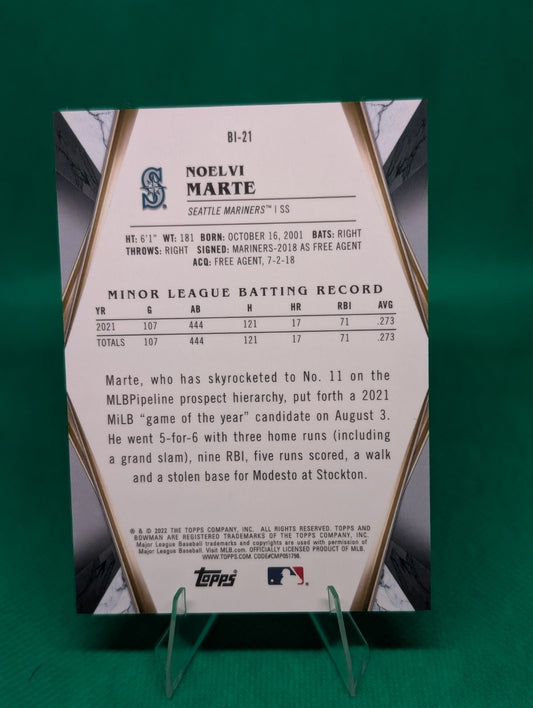 BI-21
NOELVI
MARTE
SEATTLE MARINERS™ | SS
HT: 6'1" WT: 181 BORN: OCTOBER 16, 2001 BATS: RIGHT
THROWS: RIGHT SIGNED: MARINERS-2018 AS FREE AGENT
ACQ: FREE AGENT, 7-2-18
MINOR LEAGUE BATTING RECORD
YR G AB H HR RBI AVG
2021 107 444 121 17 71 .273
TOTALS 107 444 121 17 71 .273
Marte, who has skyrocketed to No. 11 on the
MLBPipeline prospect hierarchy, put forth a 2021
MiLB “game of the year” candidate on August 3.
He went 5-for-6 with three home runs (including
a grand slam), nine RBI, five runs scored, a walk
and a stolen base for Modesto at Stockton.
® & © 2022 THE TOPPS COMPANY, INC. ALL RIGHTS RESERVED. TOPPS AND
BOWMAN ARE REGISTERED TRADEMARKS OF THE TOPPS COMPANY, INC.
Major League Baseball trademarks and copyrights are used with permission of
Major League Baseball. Visit MLB.com. OFFICIALLY LICENSED PRODUCT OF MLB.
WWW.TOPPS.COM. CODE#CMP051798.
Topps